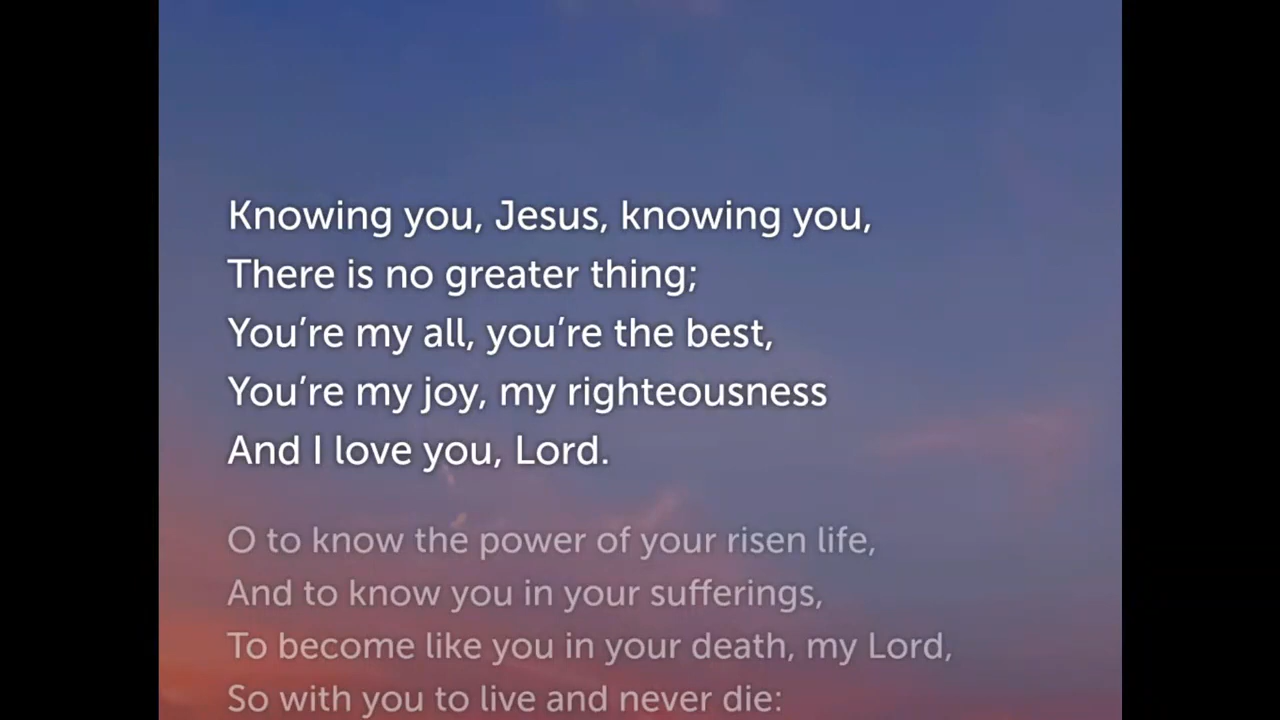 Knowing you, Jesus, knowing you,
There is no greater thing;
You’re my all, you’re the best,
You’re my joy, my righteousness
And I love you, Lord.
O to know the power of your risen life,
And to know you in your sufferings,
To become like you in your death, my Lord,
So with you to live and never die: